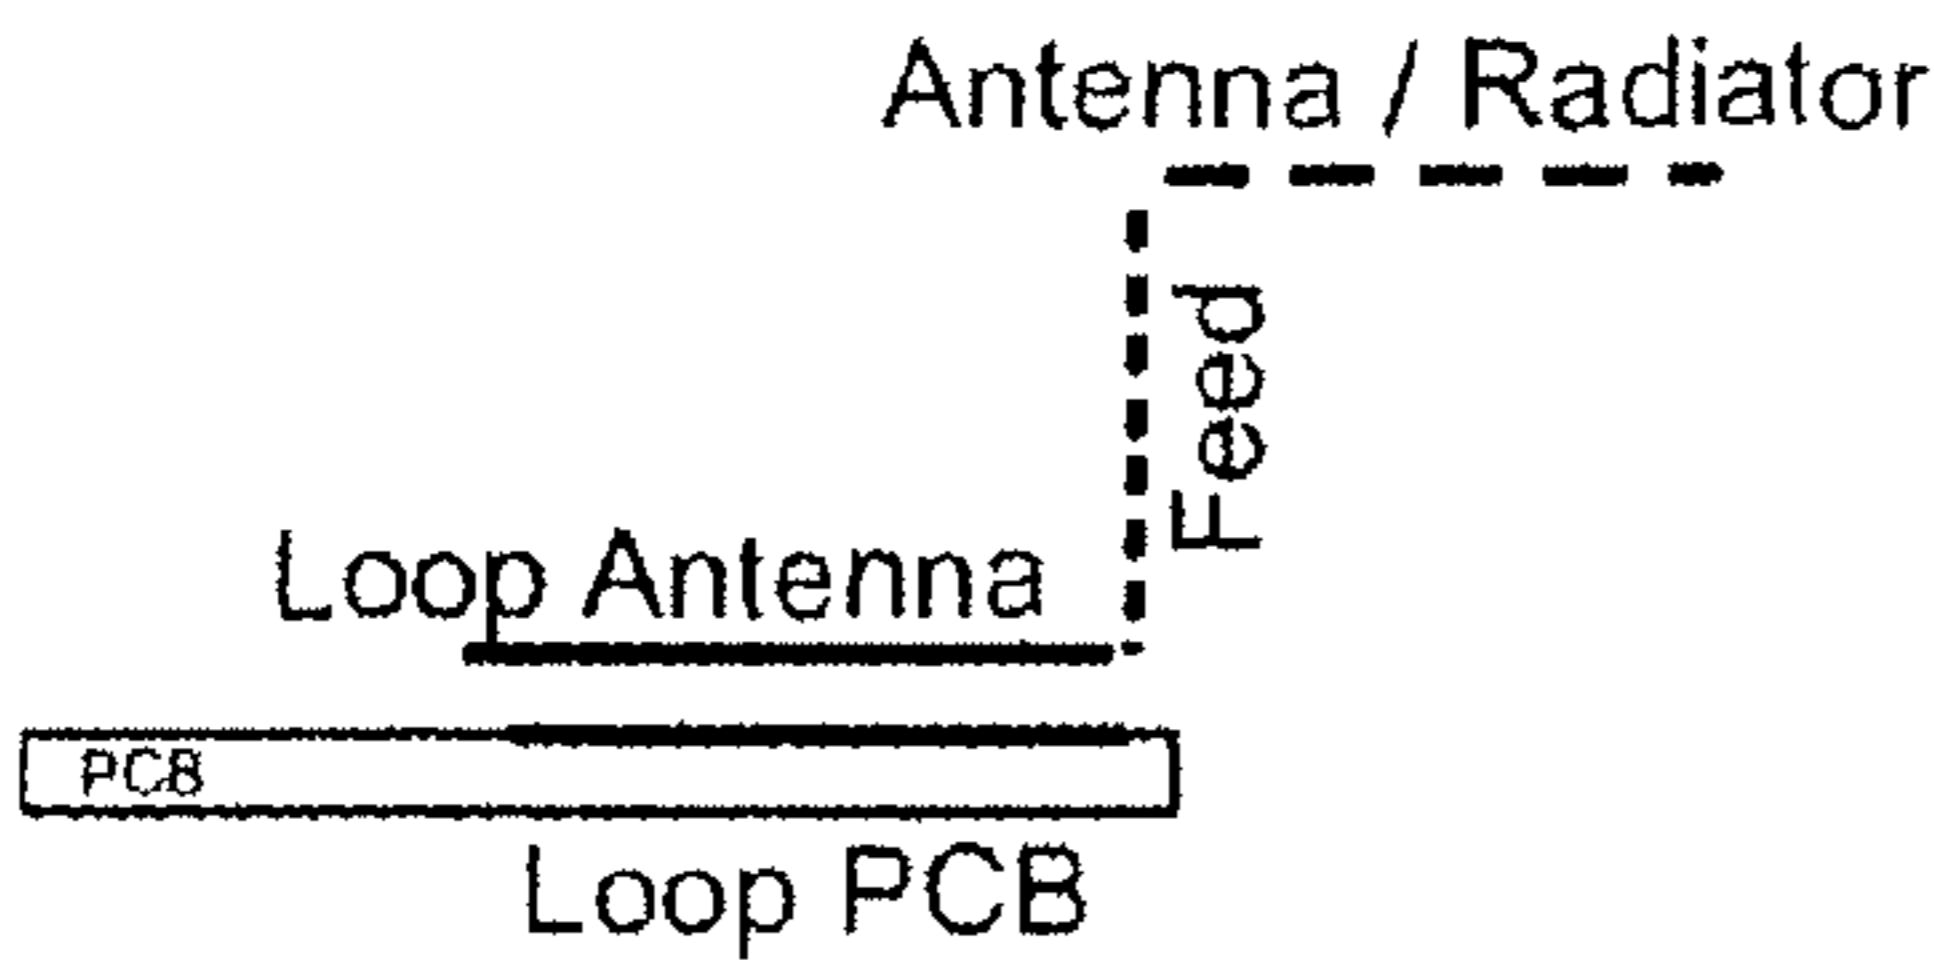 Antenna / Radiator
Feed
Loop Antenna
PCB
Loop PCB